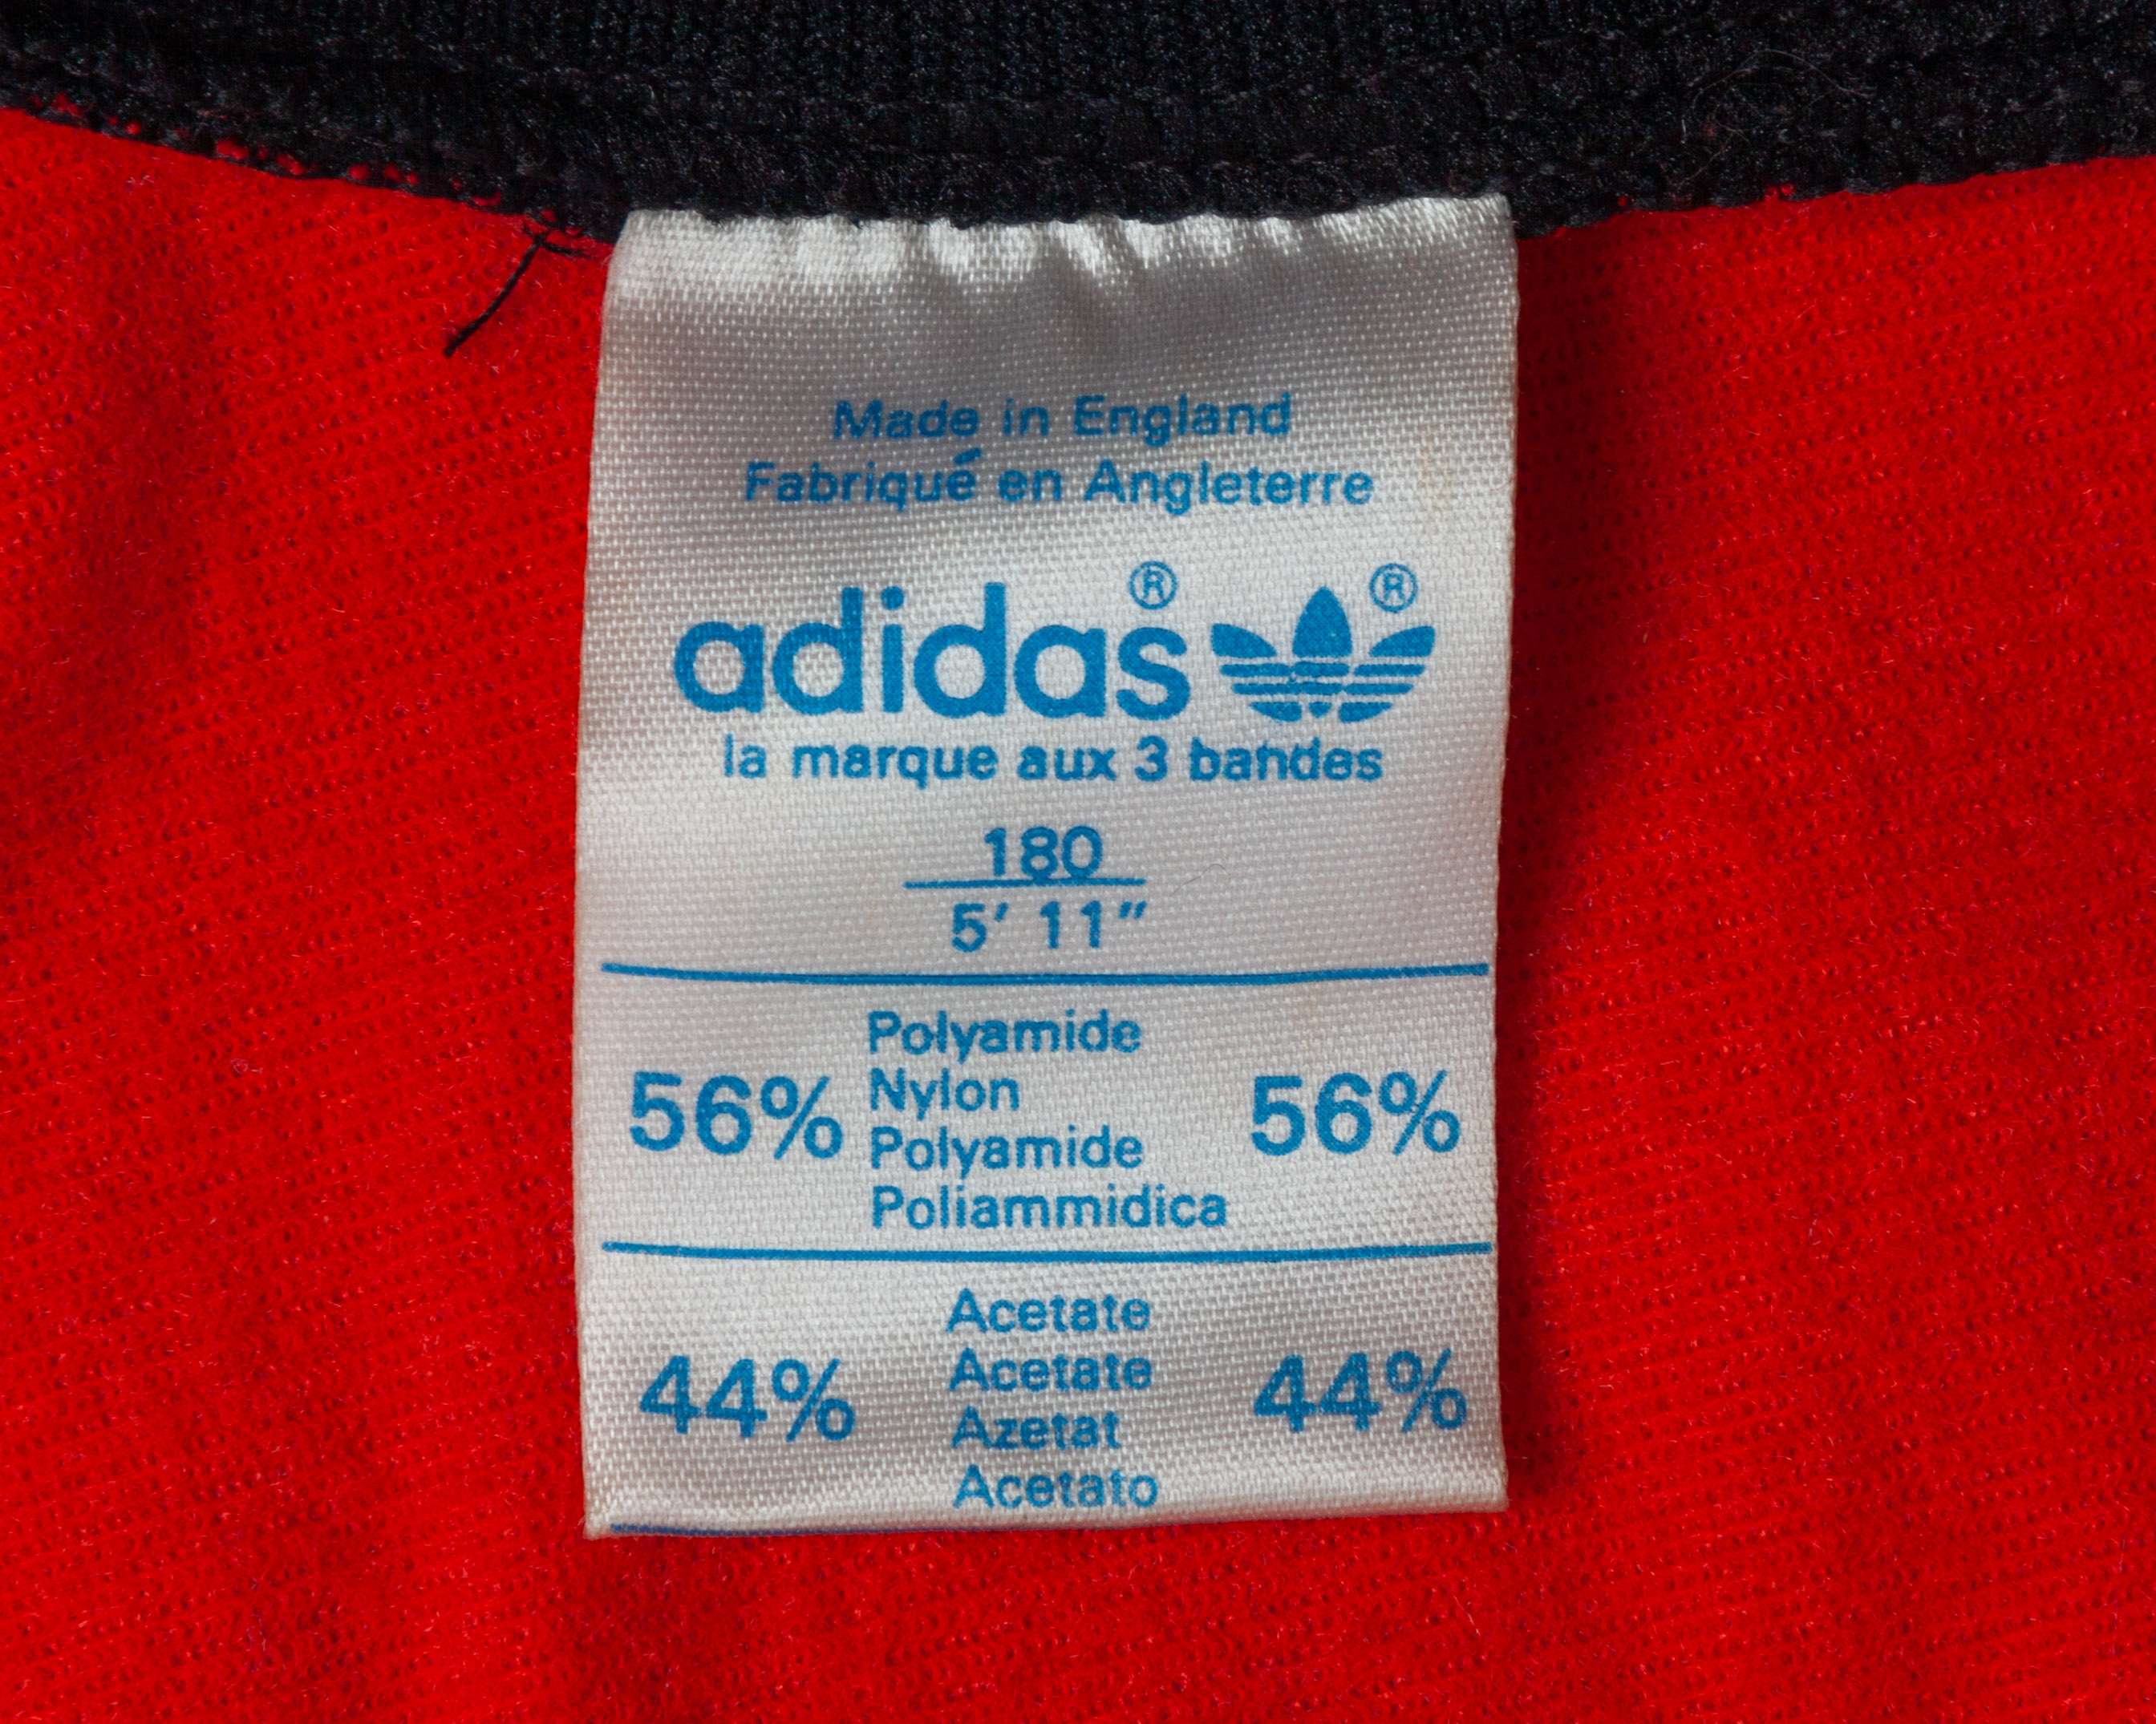 Made in England
Fabriqué en Angleterre
adidas® ®
la marque aux 3 bandes
180
5' 11"
Polyamide
56% Nylon 56%
Polyamide
Poliammidica
Acetate
44% Acetate 44%
Azetat
Acetato